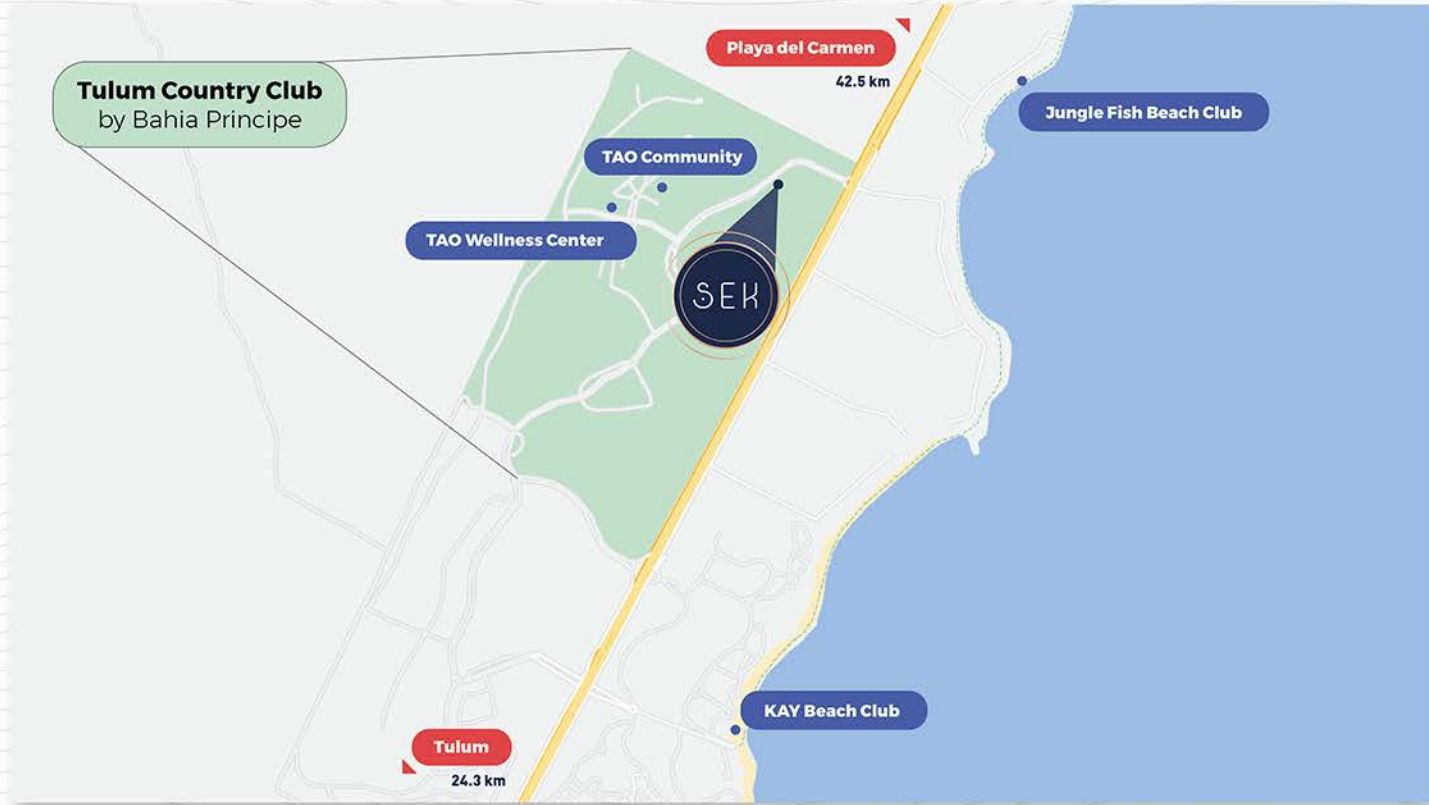 Playa del Carmen
42.5 km
Tulum Country Club
by Bahia Principe
Jungle Fish Beach Club
TAO Community
TAO Wellness Center
SEK
KAY Beach Club
Tulum
24.3 km